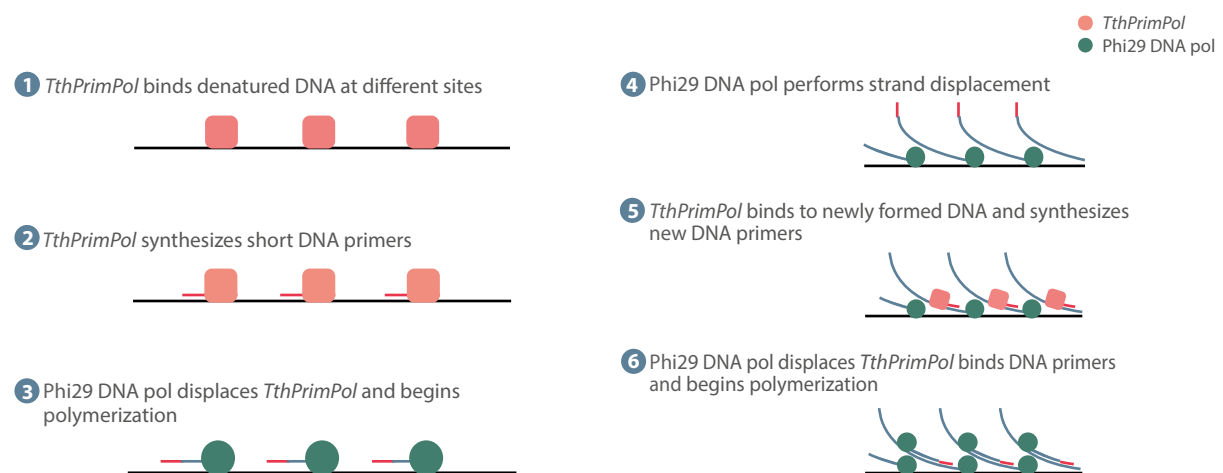 TthPrimPol
Phi29 DNA pol
1 TthPrimPol binds denatured DNA at different sites
2 TthPrimPol synthesizes short DNA primers
3 Phi29 DNA pol displaces TthPrimPol and begins
polymerization
4 Phi29 DNA pol performs strand displacement
5 TthPrimPol binds to newly formed DNA and synthesizes
new DNA primers
6 Phi29 DNA pol displaces TthPrimPol binds DNA primers
and begins polymerization